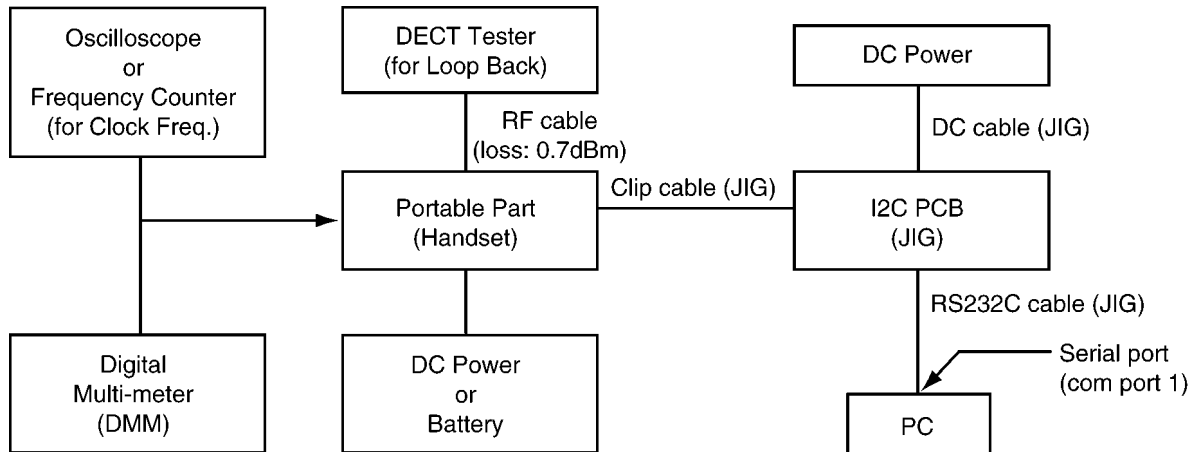 Oscilloscope
or
Frequency Counter
(for Clock Freq.)
DECT Tester
(for Loop Back)
DC Power
RF cable
(loss: 0.7dBm)
DC cable (JIG)
Clip cable (JIG)
Portable Part
(Handset)
I2C PCB
(JIG)
RS232C cable (JIG)
Digital
Multi-meter
(DMM)
DC Power
or
Battery
Serial port
(com port 1)
PC